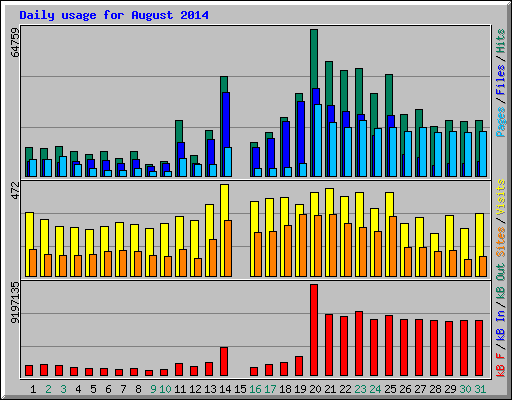 Daily usage for August 2014
64759
Pages / Files / Hits
472
Sites / Visits
9197135
kB F / kB In / kB Out
1 2 3 4 5 6 7 8 9 10 11 12 13 14 15 16 17 18 19 20 21 22 23 24 25 26 27 28 29 30 31